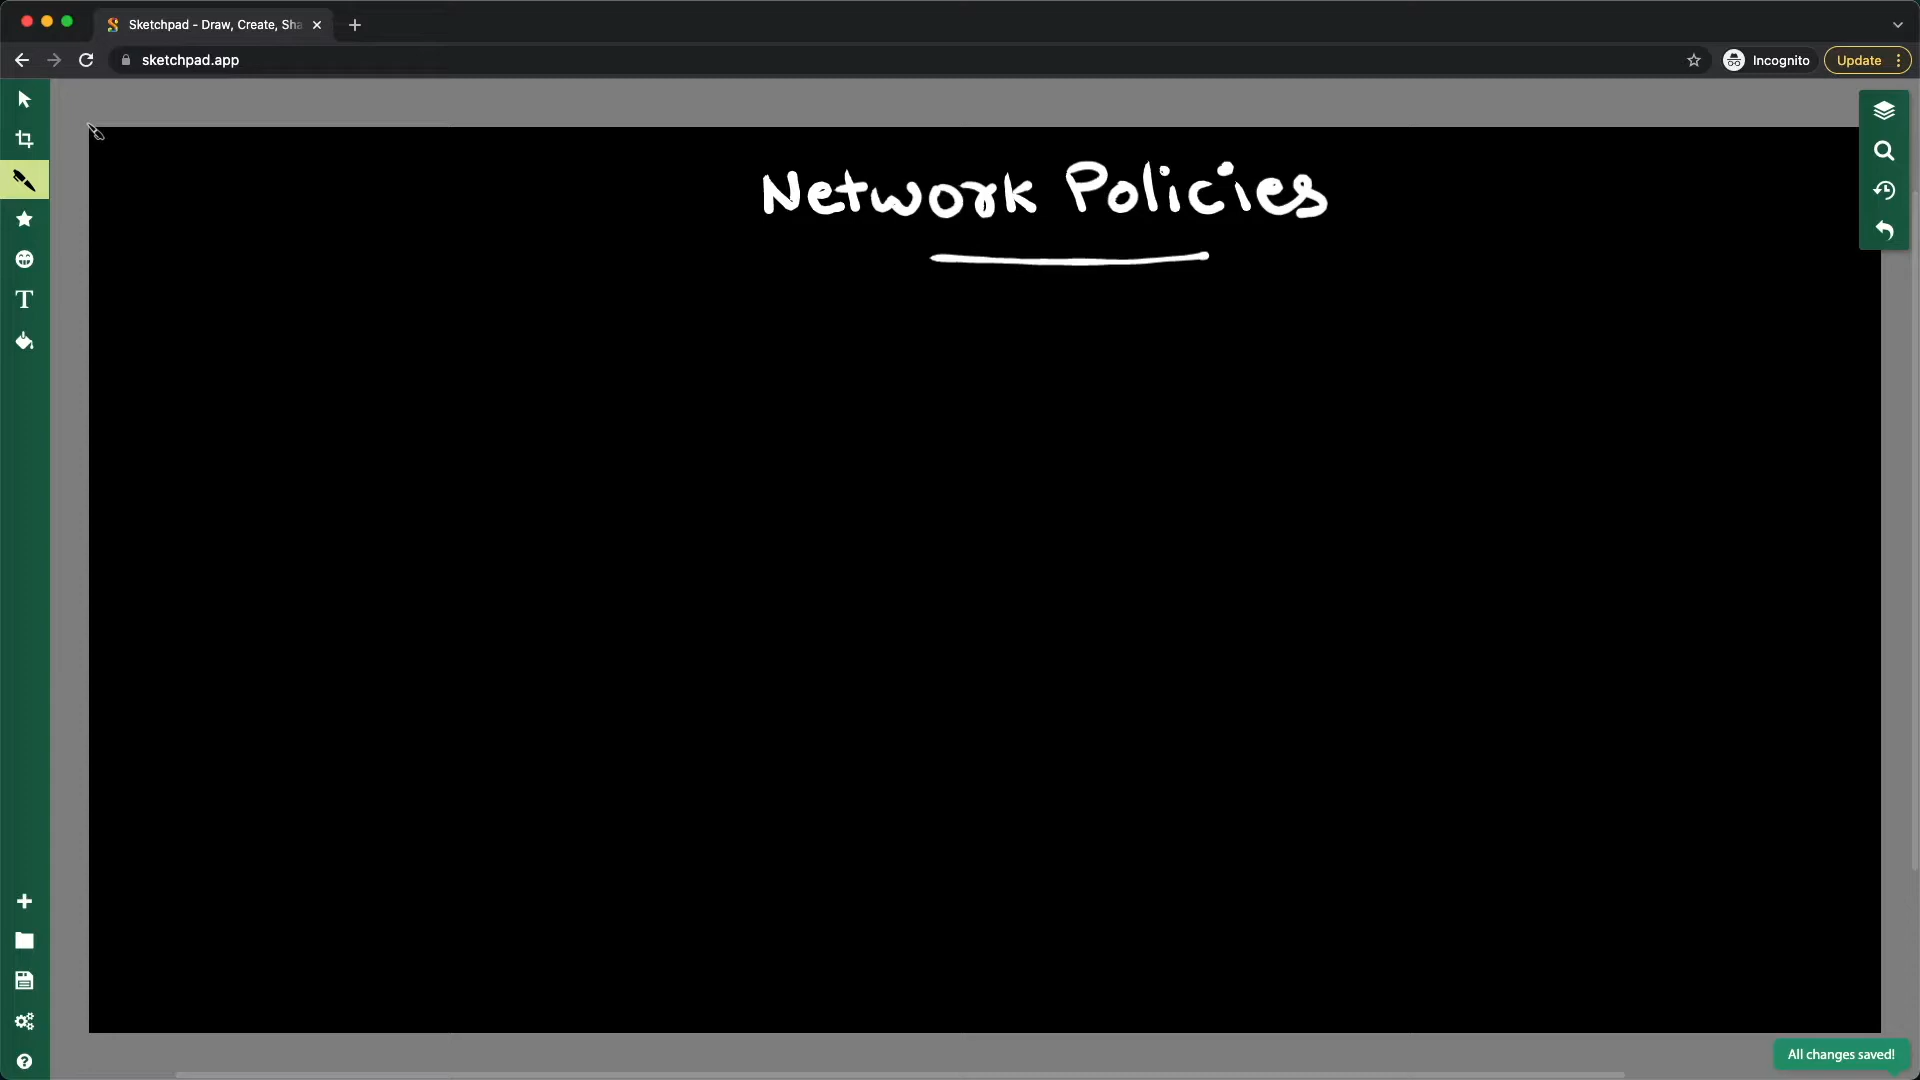 Sketchpad - Draw, Create, Sha
sketchpad.app
Incognito
Update
Network Policies
T
All changes saved!